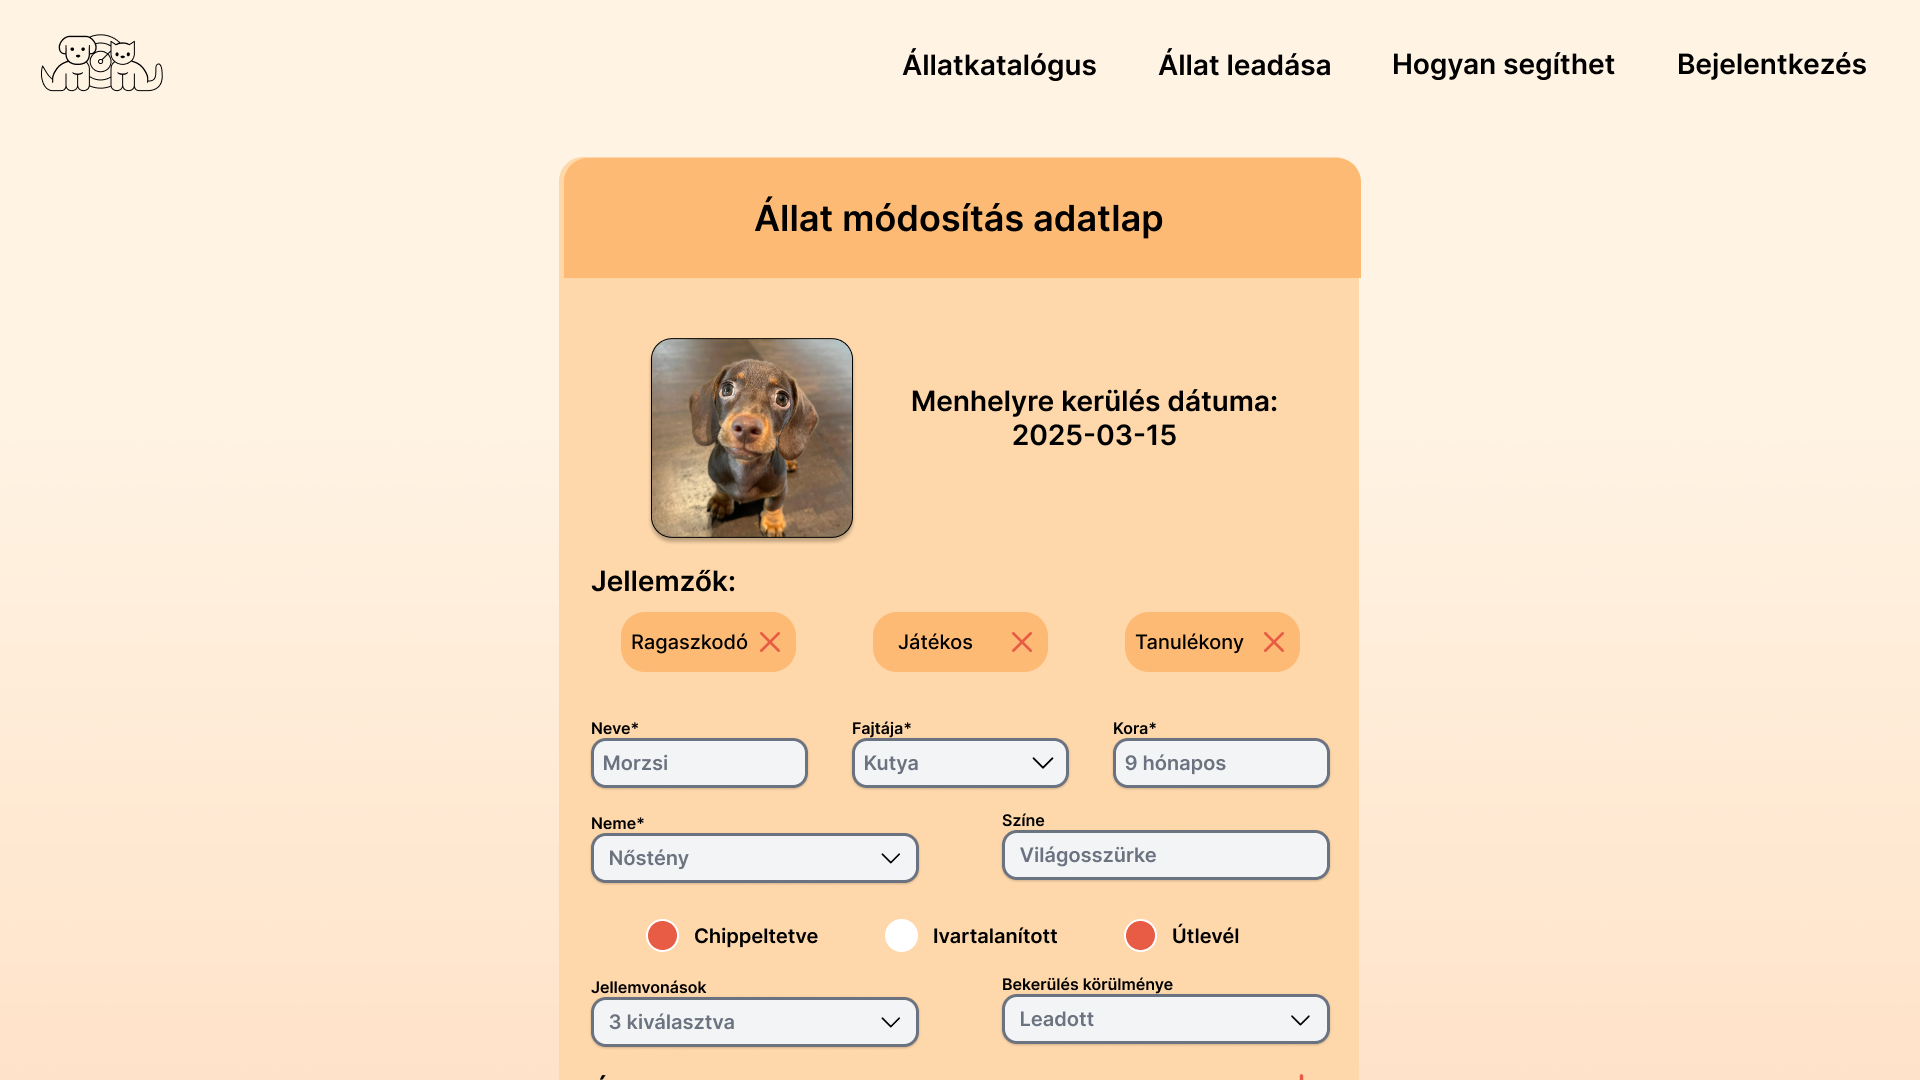 Állatkatalógus
Állat leadása
Hogyan segíthet
Bejelentkezés
Állat módosítás adatlap
Menhelyre kerülés dátuma:
2025-03-15
Jellemzők:
Ragaszkodó
Játékos
Tanulékony
Neve*
Fajtája*
Kora*
Morzsi
Kutya
9 hónapos
Neme*
Színe
Nőstény
Világosszürke
Chippeltetve
Ivartalanított
Útlevél
Jellemvonások
Bekerülés körülménye
3 kiválasztva
Leadott